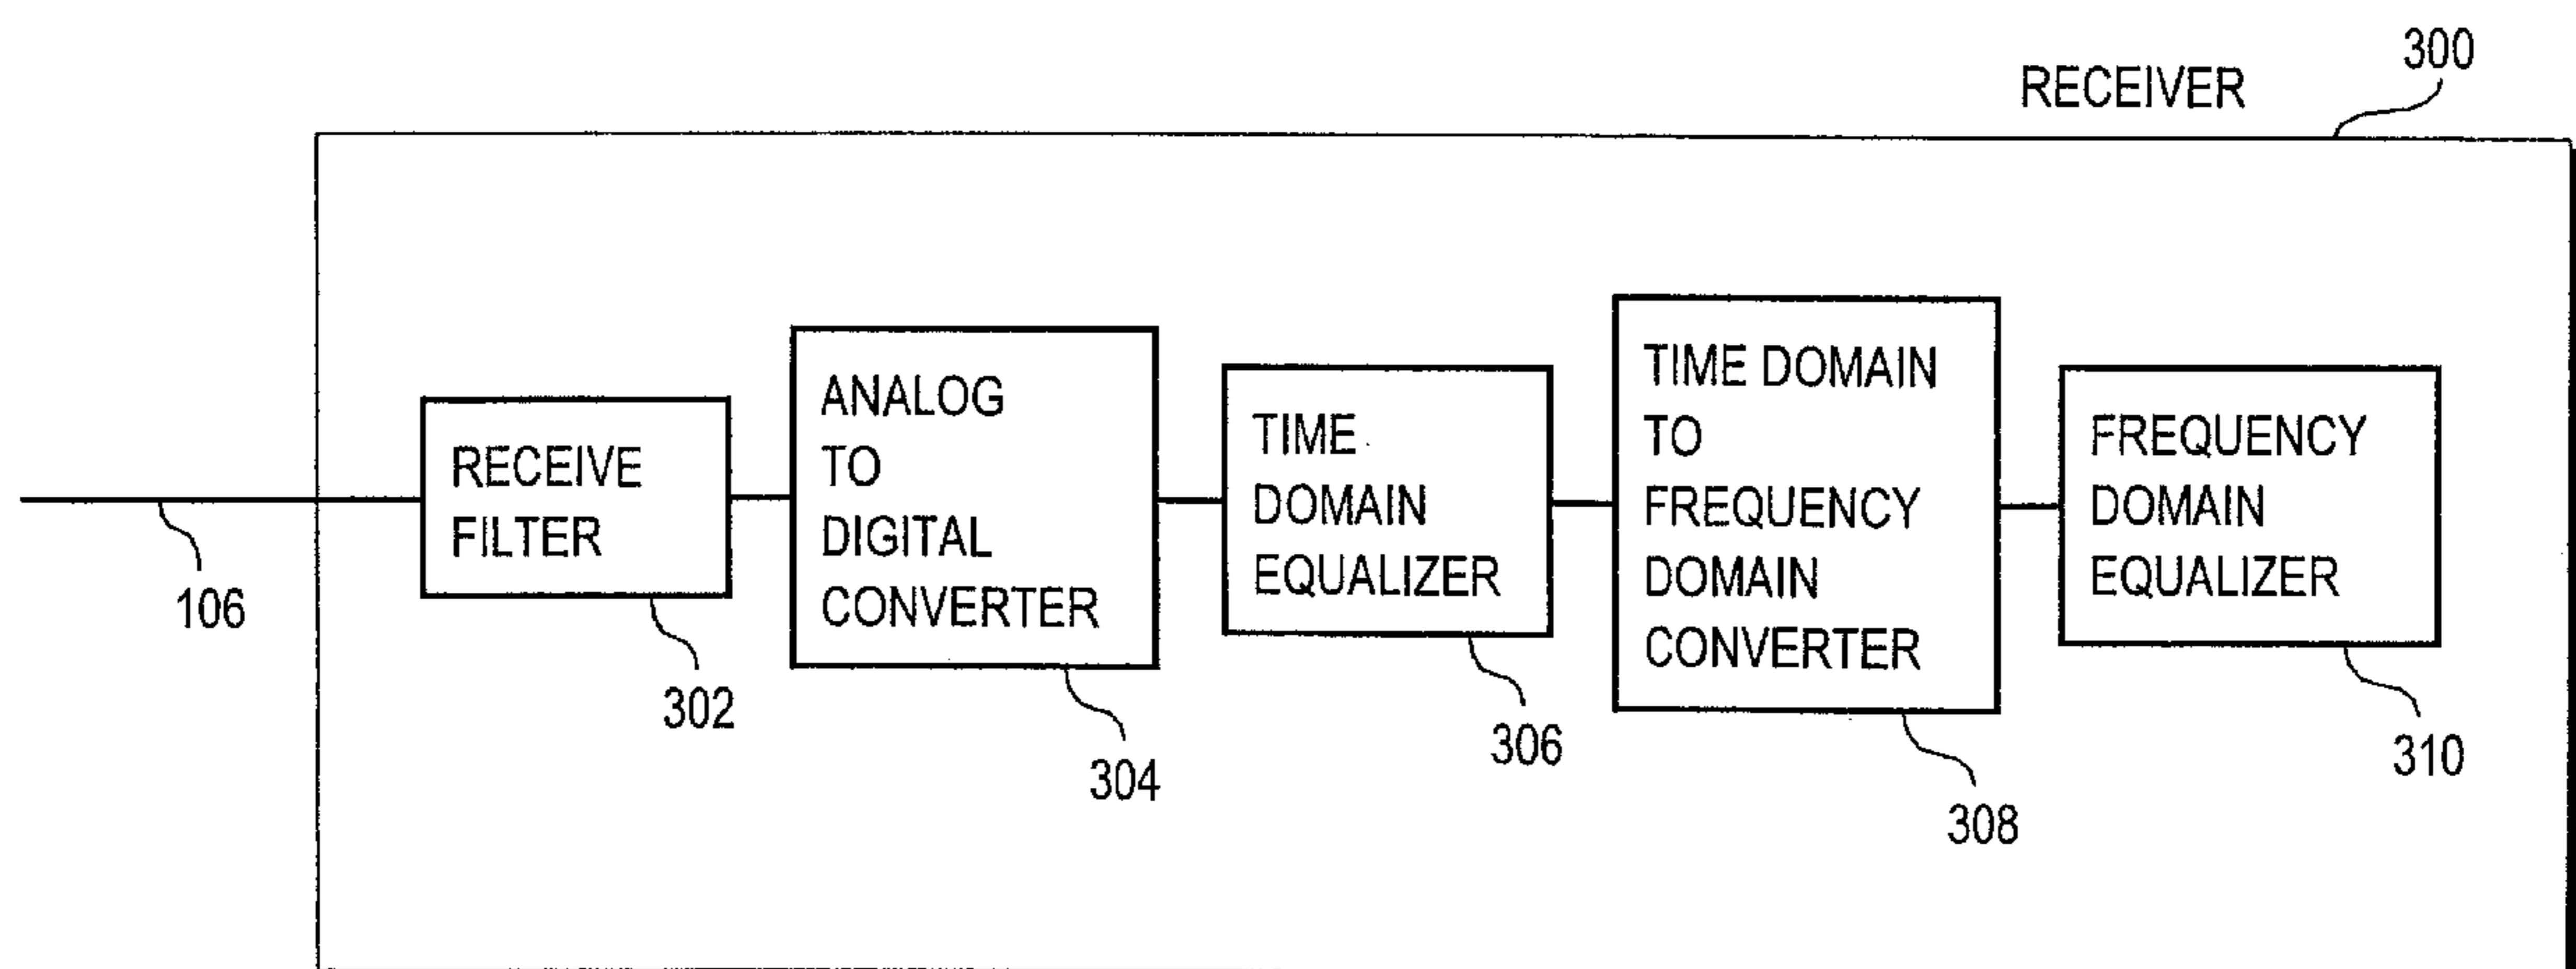 300
RECEIVER
RECEIVE
FILTER
ANALOG
TO
DIGITAL
CONVERTER
TIME
DOMAIN
EQUALIZER
TIME DOMAIN
TO
FREQUENCY
DOMAIN
CONVERTER
FREQUENCY
DOMAIN
EQUALIZER
106
302
304
306
308
310